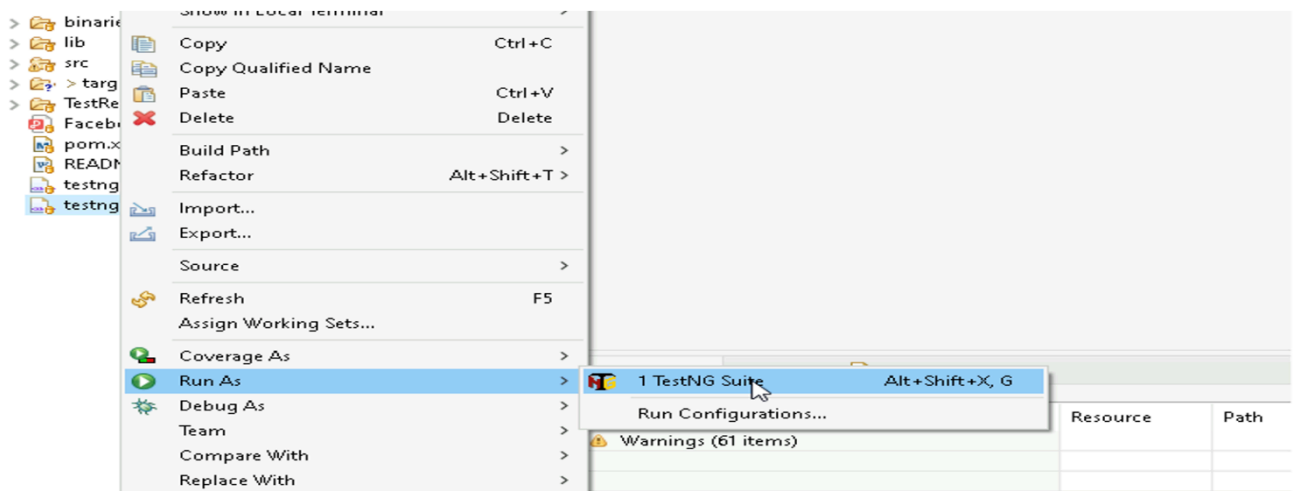 binarie
lib
src
> targ
TestRe
Facebo
pom.x
READM
testng
testng
Show in Local Terminal
Copy Ctrl+C
Copy Qualified Name
Paste Ctrl+V
Delete Delete
Build Path
Refactor Alt+Shift+T
Import...
Export...
Source
Refresh F5
Assign Working Sets...
Coverage As
Run As
Debug As
Team
Compare With
Replace With
1 TestNG Suite Alt+Shift+X, G
Run Configurations...
Resource Path
Warnings (61 items)